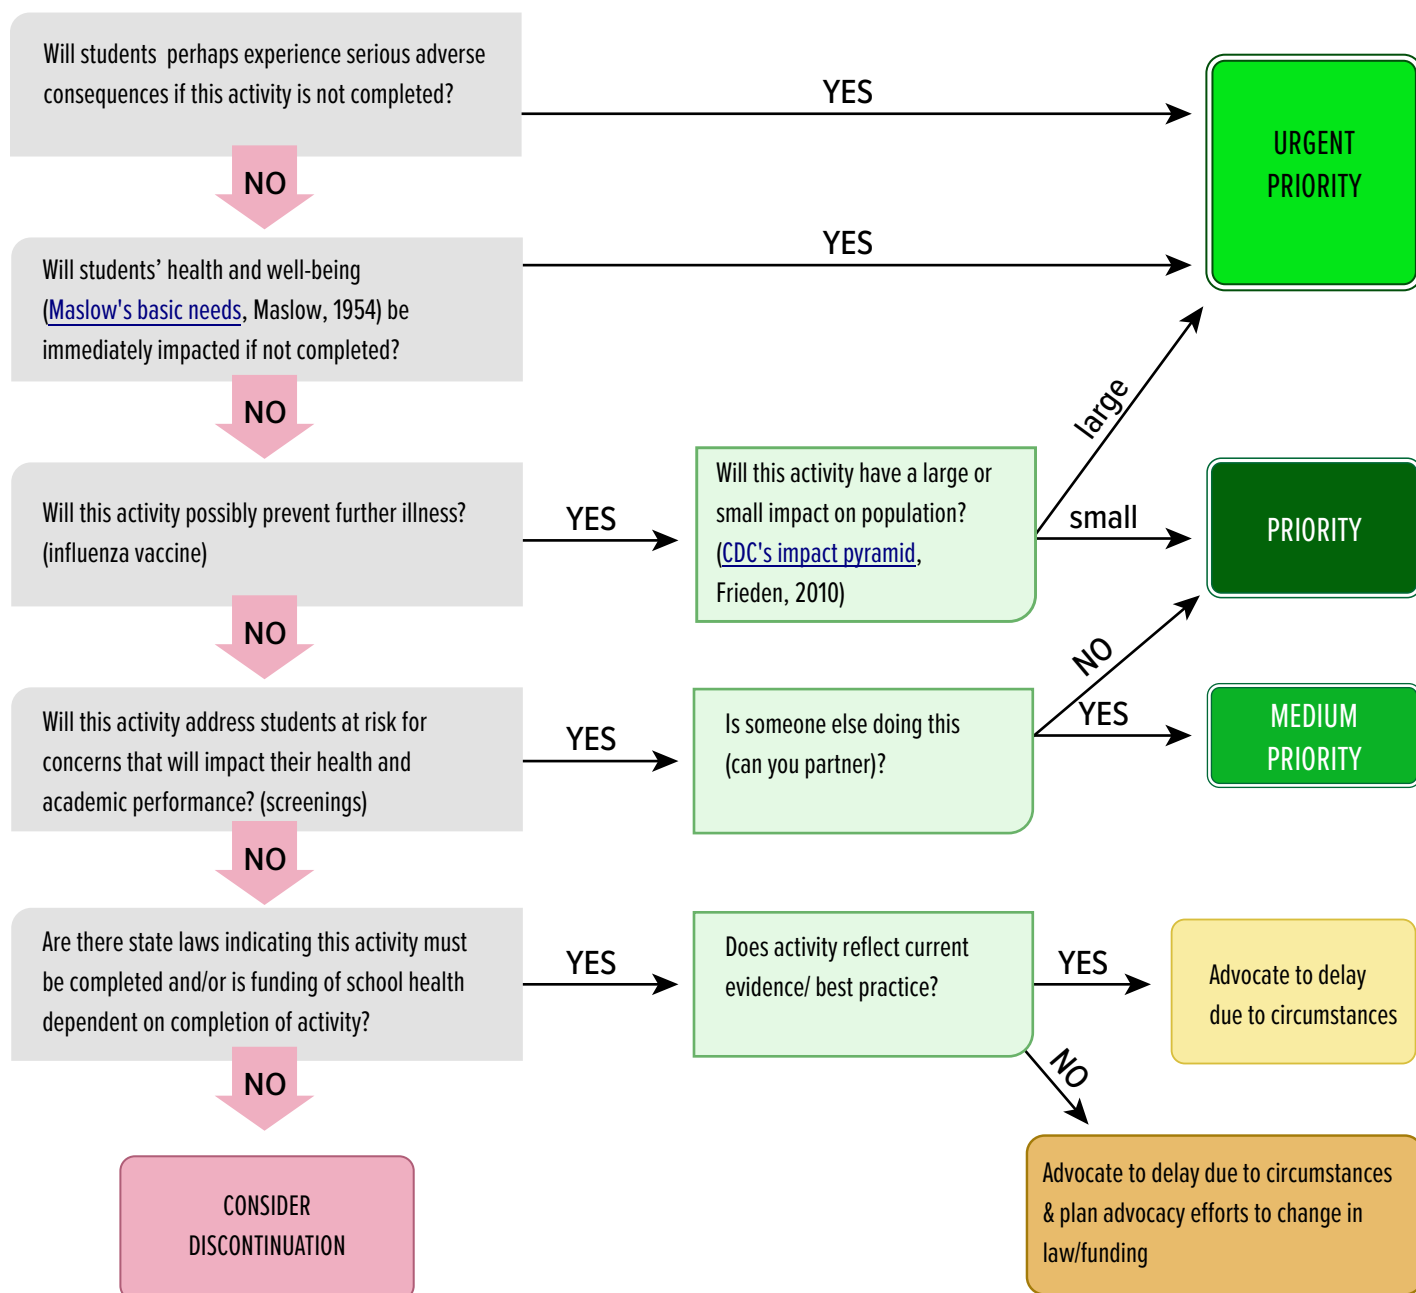 Will students perhaps experience serious adverse
consequences if this activity is not completed?
YES
URGENT
PRIORITY
NO
Will students' health and well-being
(Maslow's basic needs, Maslow, 1954) be
immediately impacted if not completed?
YES
NO
Will this activity possibly prevent further illness?
(influenza vaccine)
YES
Will this activity have a large or
small impact on population?
(CDC's impact pyramid,
Frieden, 2010)
large
small
PRIORITY
NO
Will this activity address students at risk for
concerns that will impact their health and
academic performance? (screenings)
YES
Is someone else doing this
(can you partner)?
NO
YES
MEDIUM
PRIORITY
NO
Are there state laws indicating this activity must
be completed and/or is funding of school health
dependent on completion of activity?
YES
Does activity reflect current
evidence/ best practice?
YES
Advocate to delay
due to circumstances
NO
Advocate to delay due to circumstances
& plan advocacy efforts to change in
law/funding
NO
CONSIDER
DISCONTINUATION